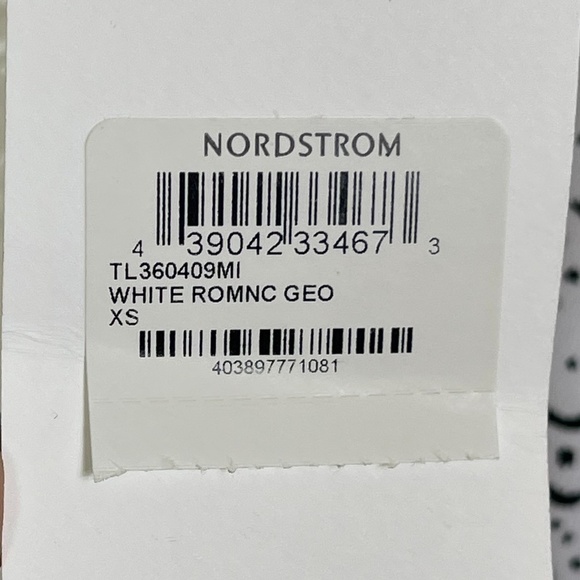 NORDSTROM
4 39042 33467 3
TL360409MI
WHITE ROMNC GEO
XS
403897771081